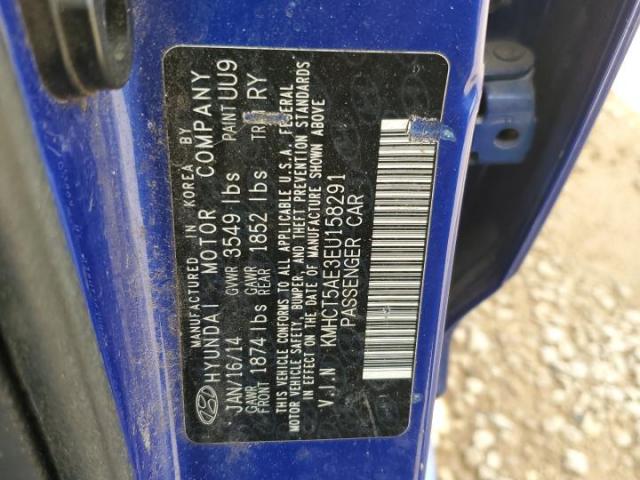 MANUFACTURED IN KOREA BY
HYUNDAI MOTOR COMPANY
JAN/16/14 GVWR 3549 lbs PAINT UU9
GAWR FRONT 1874 lbs GAWR REAR 1852 lbs TR RY
THIS VEHICLE CONFORMS TO ALL APPLICABLE U.S.A. FEDERAL
MOTOR VEHICLE SAFETY, BUMPER, AND THEFT PREVENTION STANDARDS
IN EFFECT ON THE DATE OF MANUFACTURE SHOWN ABOVE
V.I.N KMHCT5AE3EU158291
PASSENGER CAR